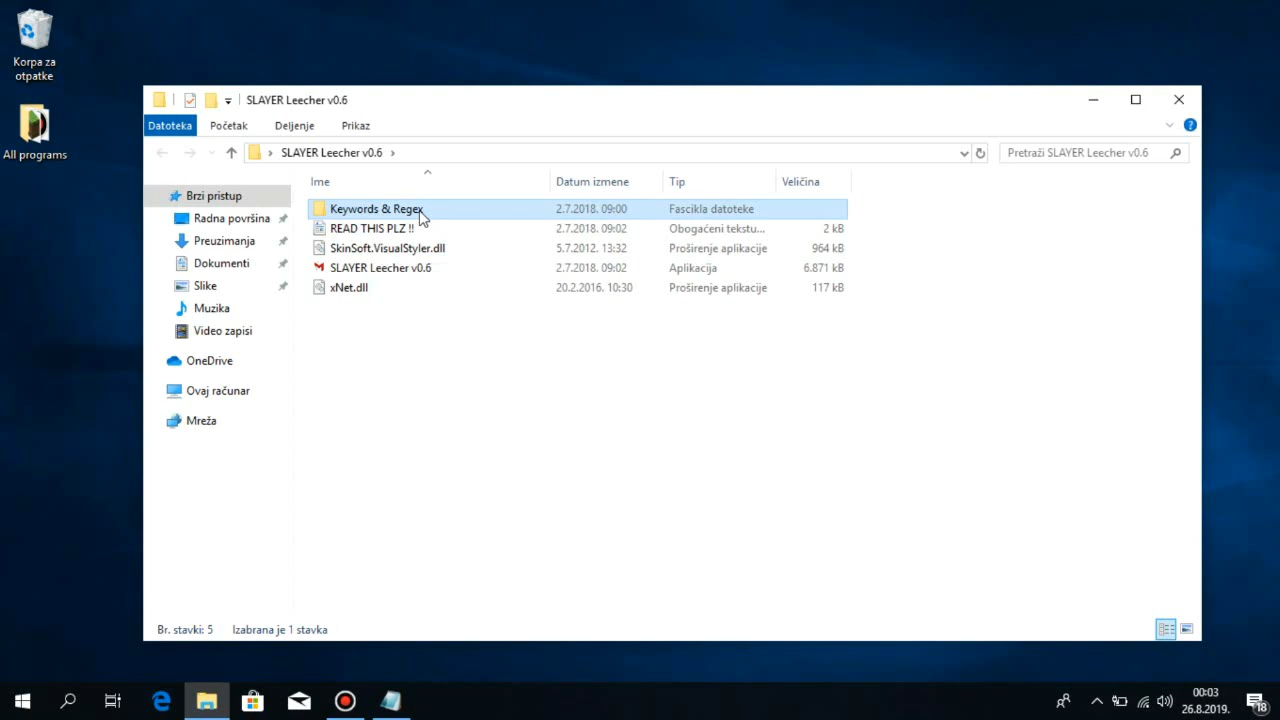 Korpa za
otpatke
All programs
SLAYER Leecher v0.6
Datoteka Početak Deljenje Prikaz
SLAYER Leecher v0.6
Pretraži SLAYER Leecher v0.6
Ime Datum izmene Tip Veličina
Brzi pristup
Radna površina
Preuzimanja
Dokumenti
Slike
Muzika
Video zapisi
OneDrive
Ovaj računar
Mreža
Keywords & Regex 2.7.2018. 09:00 Fascikla datoteke
READ THIS PLZ !! 2.7.2018. 09:02 Obogaćeni tekstu... 2 kB
SkinSoft.VisualStyler.dll 5.7.2012. 13:32 Proširenje aplikacije 964 kB
SLAYER Leecher v0.6 2.7.2018. 09:02 Aplikacija 6.871 kB
xNet.dll 20.2.2016. 10:30 Proširenje aplikacije 117 kB
Br. stavki: 5 Izabrana je 1 stavka
00:03
26.8.2019.
18